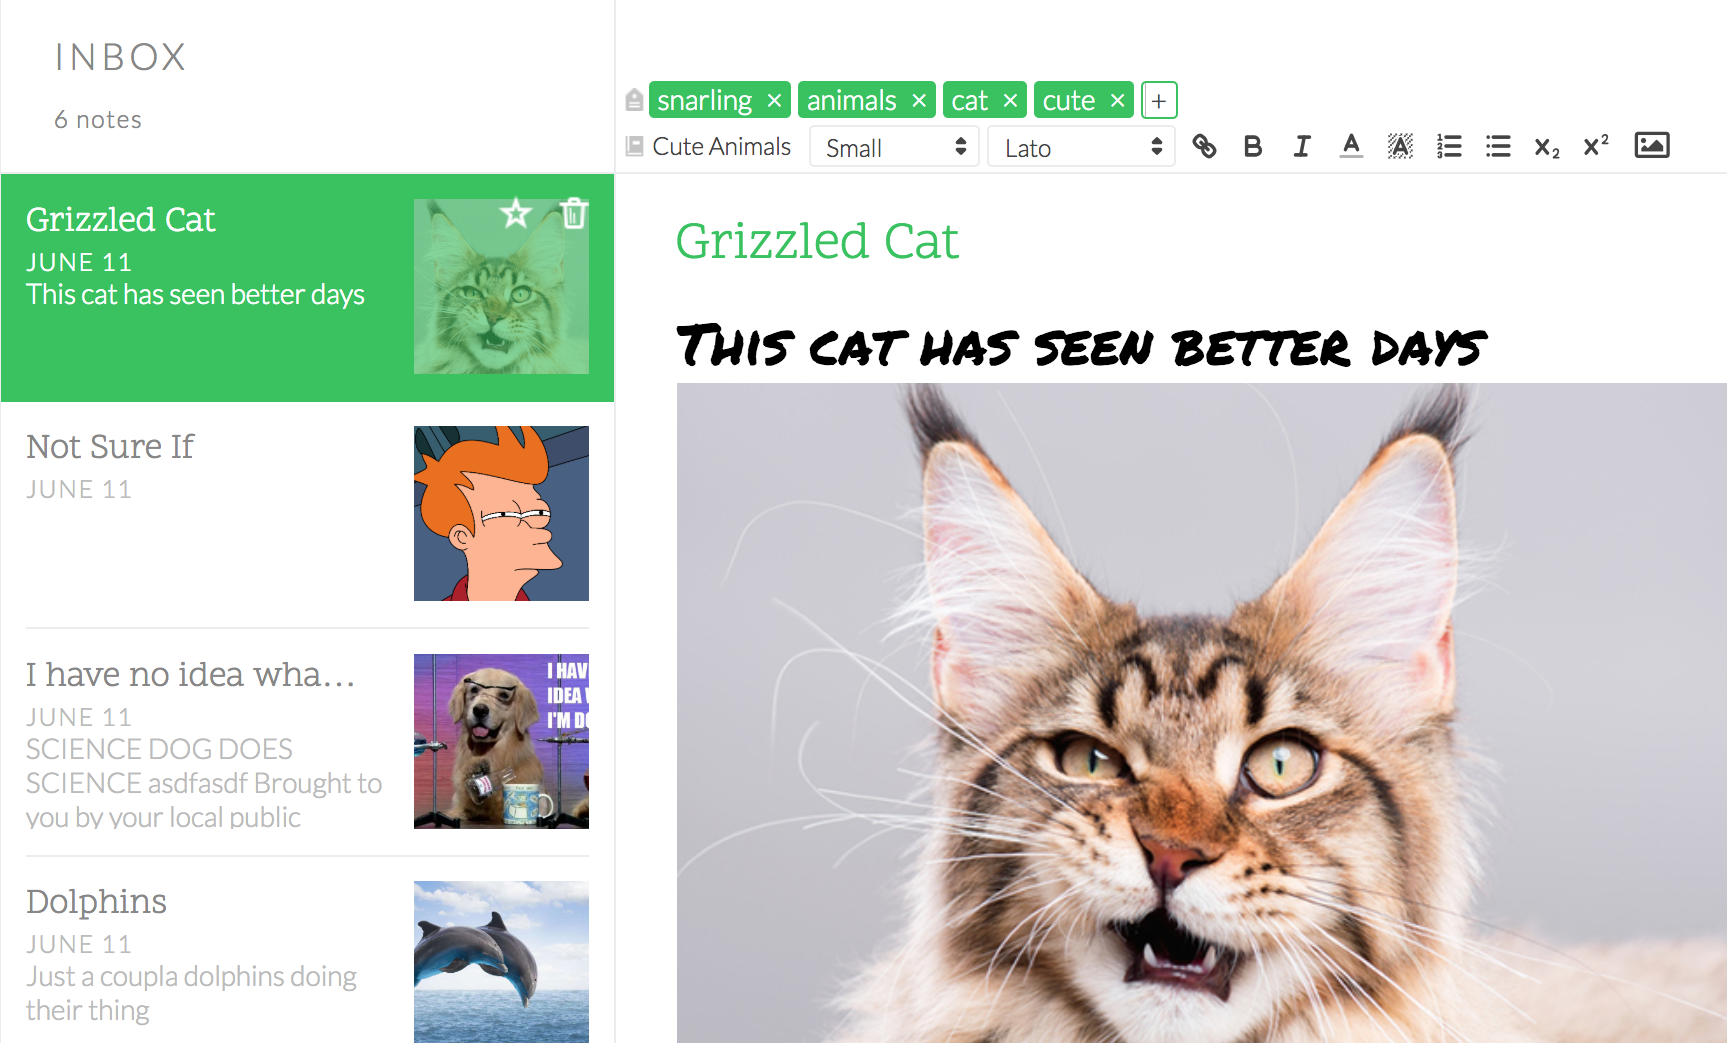 INBOX
6 notes
snarling × animals × cat × cute × +
Cute Animals Small Lato B I A A X₂ X²
Grizzled Cat
JUNE 11
This cat has seen better days
Not Sure If
JUNE 11
I have no idea wha...
JUNE 11
SCIENCE DOG DOES
SCIENCE asdfasdf Brought to
you by your local public
I HAV
IDEA
I'M DO
Dolphins
JUNE 11
Just a coupla dolphins doing
their thing
Grizzled Cat
This cat has seen better days